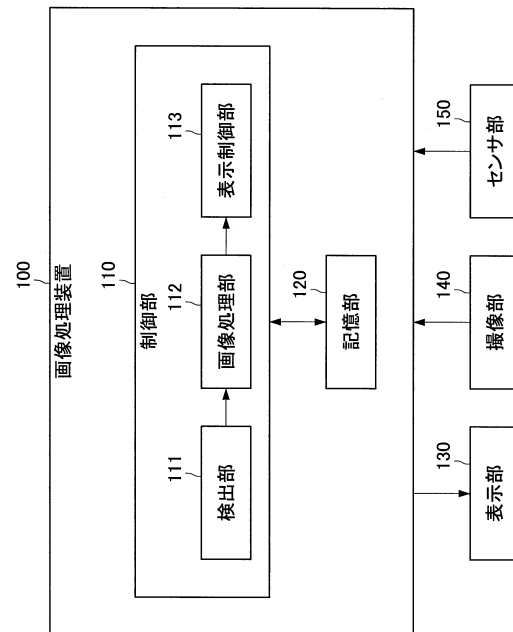 100
画像処理装置
110
制御部
111
検出部
112
画像処理部
113
表示制御部
120
記憶部
130
表示部
140
撮像部
150
センサ部